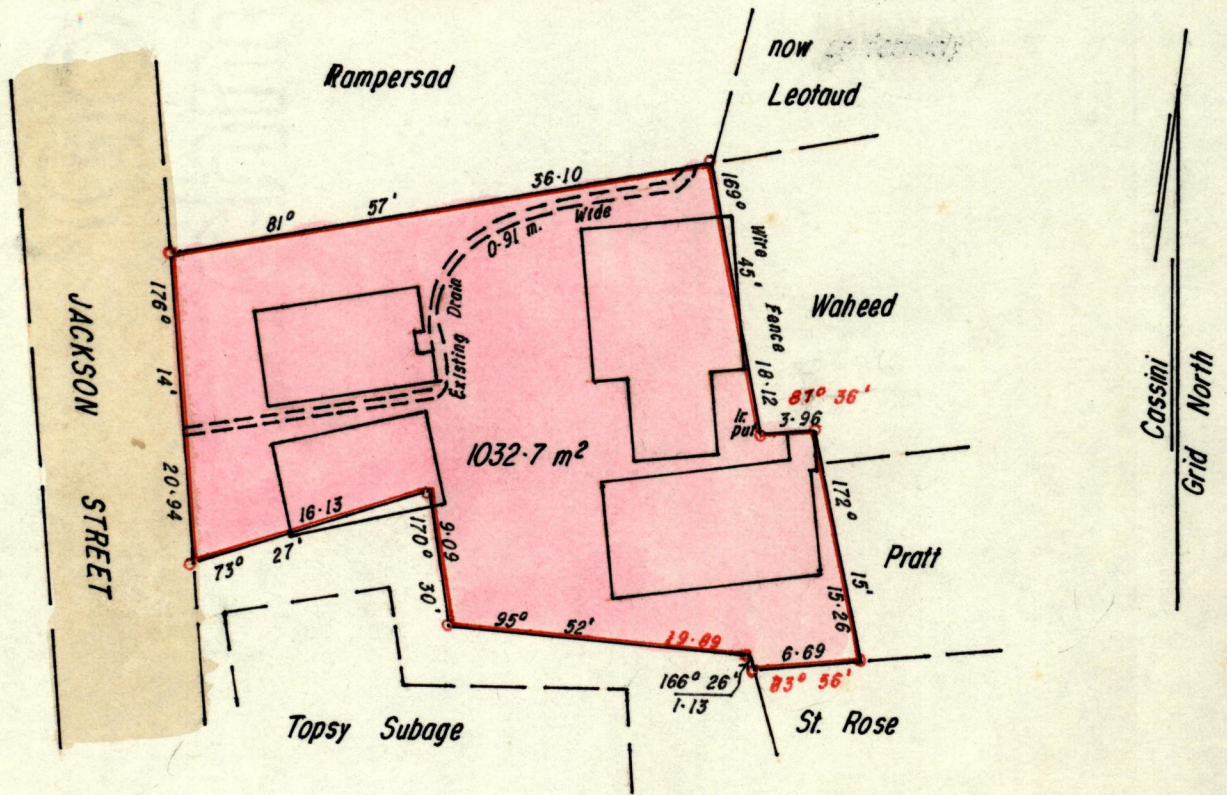 Rampersad
now
Leotaud
81° 57' 36·10
169° 45' 18·12
Wire Fence
0·91 m. Wide
Existing Drain
Waheed
JACKSON STREET
176° 14' 20·94
1032·7 m²
Ir. put
87° 36'
3·96
172° 15' 15·26
Pratt
16·13
73° 27'
170° 30' 9·09
95° 52' 19·89
6·69
83° 56'
166° 26'
1·13
St. Rose
Topsy Subage
Cassini
Grid North